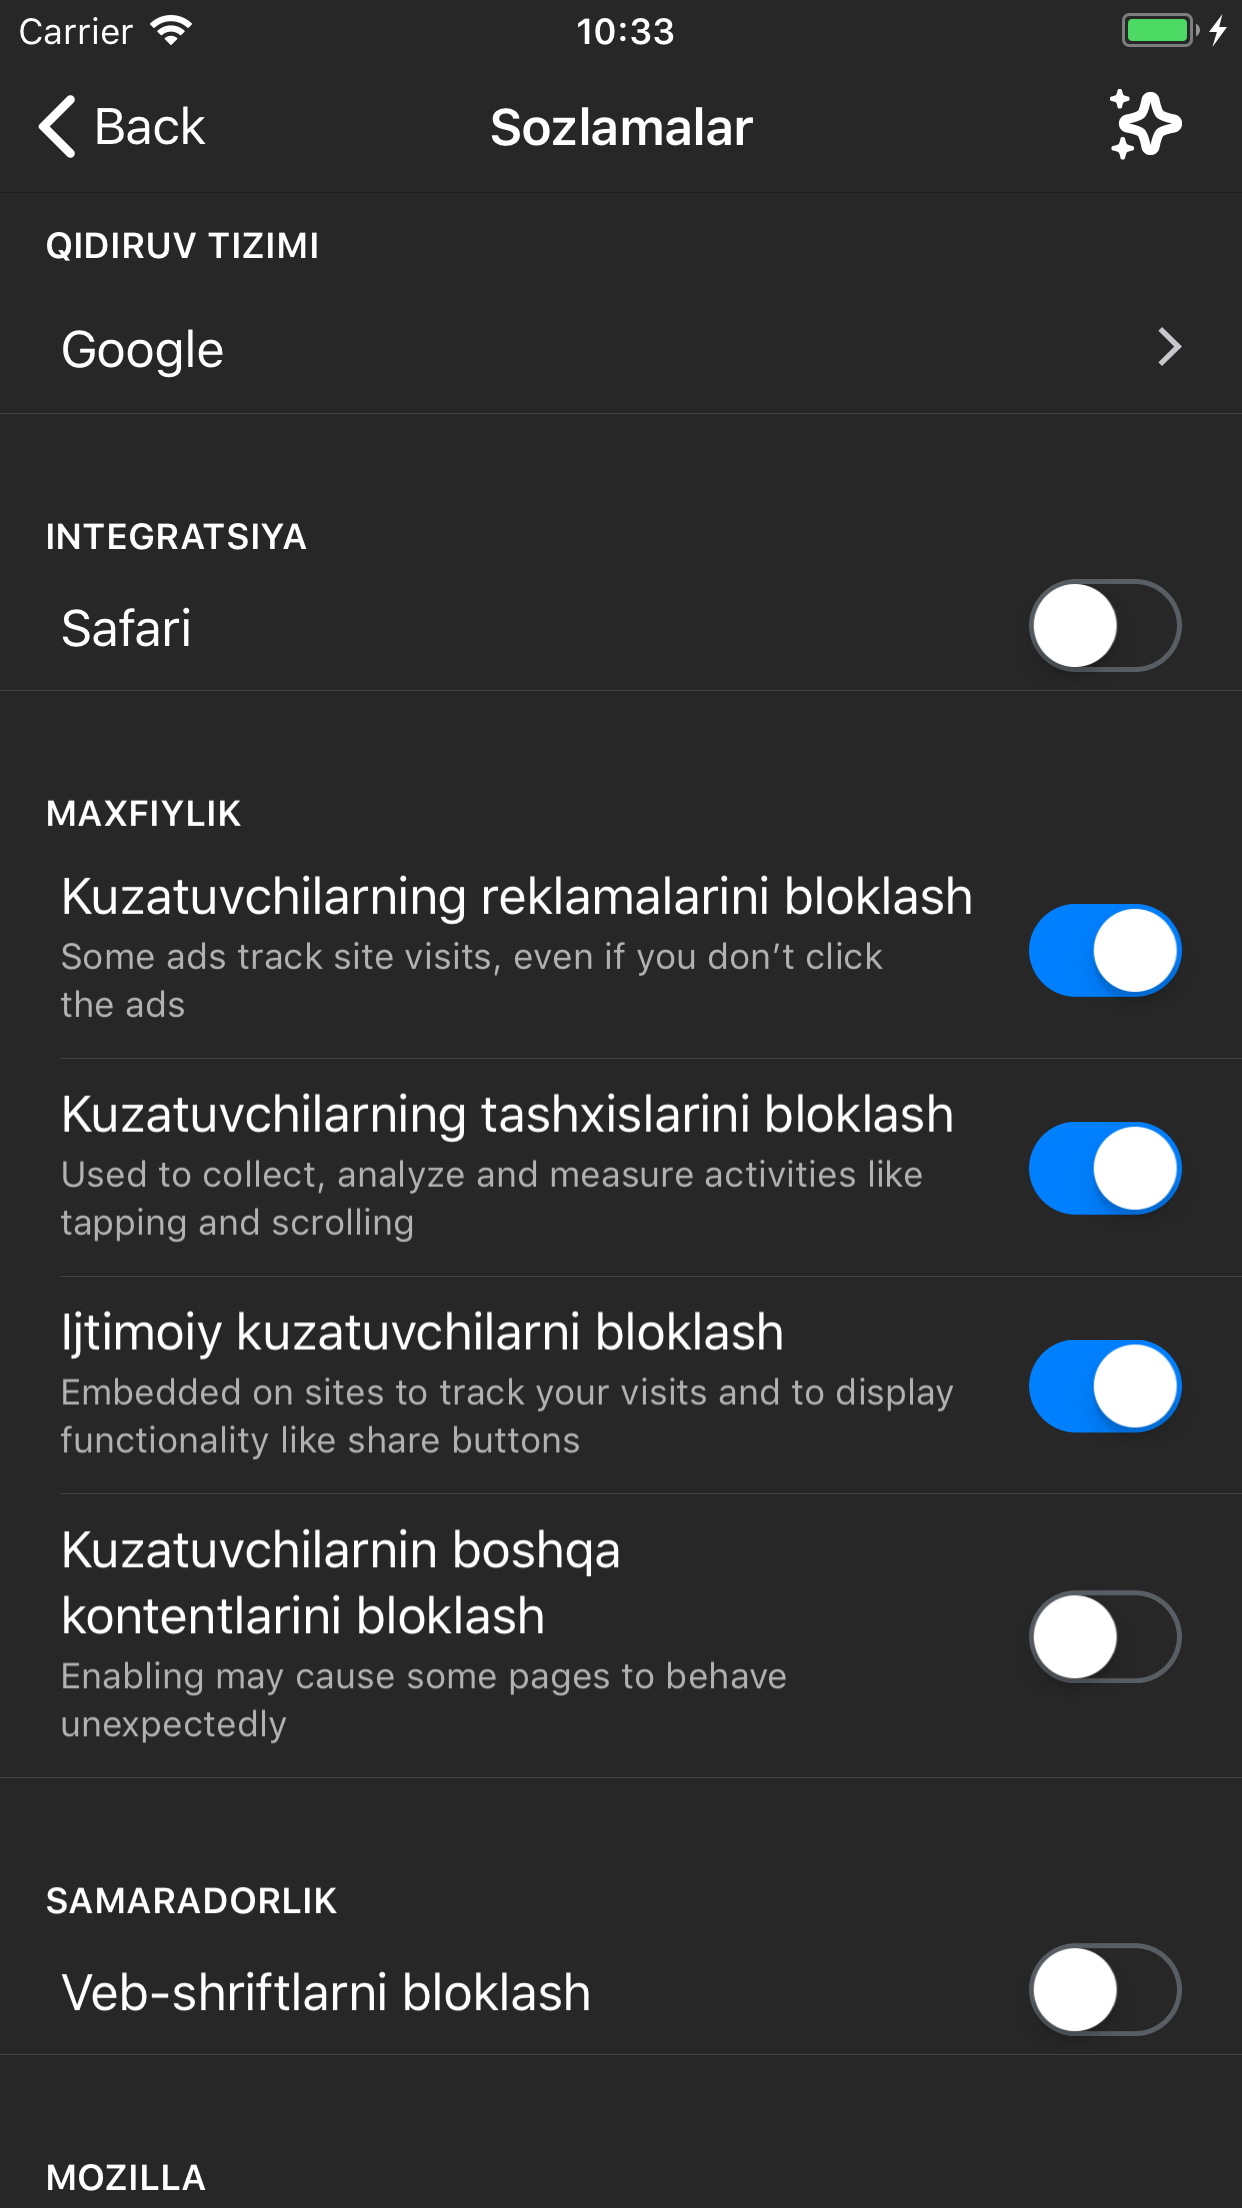 Carrier
10:33
Back
Sozlamalar
QIDIRUV TIZIMI
Google
INTEGRATSIYA
Safari
MAXFIYLIK
Kuzatuvchilarning reklamalarini bloklash
Some ads track site visits, even if you don’t click
the ads
Kuzatuvchilarning tashxislarini bloklash
Used to collect, analyze and measure activities like
tapping and scrolling
Ijtimoiy kuzatuvchilarni bloklash
Embedded on sites to track your visits and to display
functionality like share buttons
Kuzatuvchilarnin boshqa
kontentlarini bloklash
Enabling may cause some pages to behave
unexpectedly
SAMARADORLIK
Veb-shriftlarni bloklash
MOZILLA